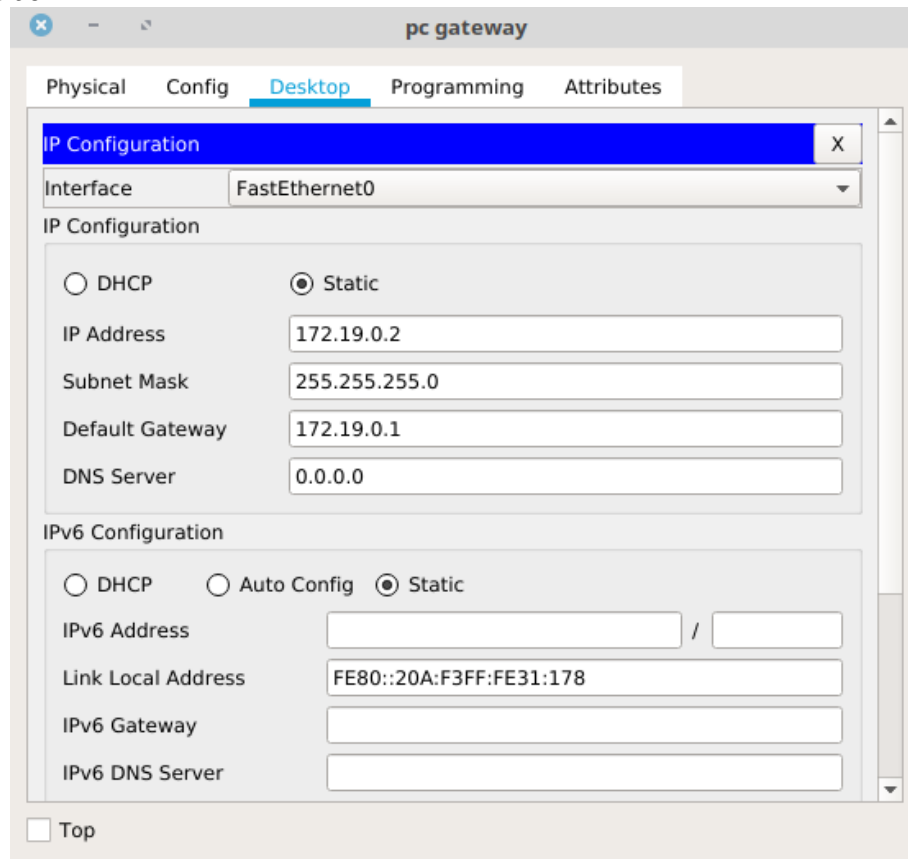 pc gateway
Physical Config Desktop Programming Attributes
IP Configuration X
Interface FastEthernet0
IP Configuration
DHCP Static
IP Address 172.19.0.2
Subnet Mask 255.255.255.0
Default Gateway 172.19.0.1
DNS Server 0.0.0.0
IPv6 Configuration
DHCP Auto Config Static
IPv6 Address /
Link Local Address FE80::20A:F3FF:FE31:178
IPv6 Gateway
IPv6 DNS Server
Top